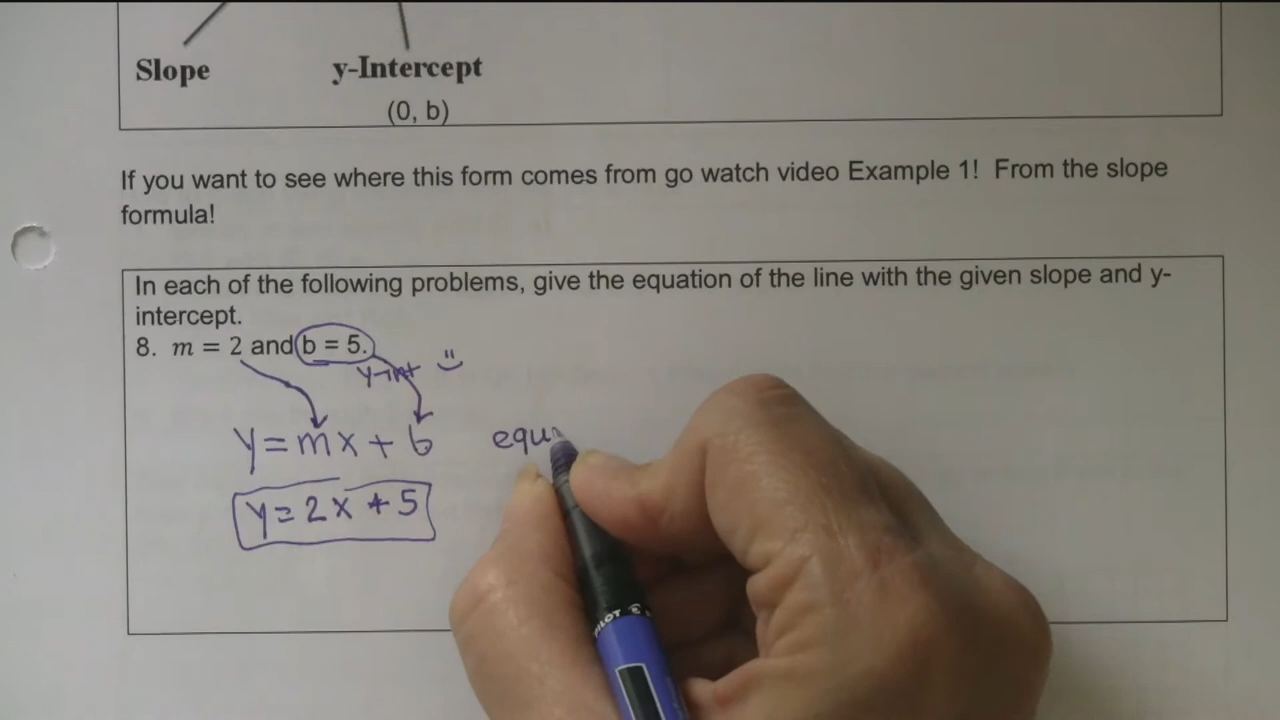 Slope y-Intercept
(0, b)
If you want to see where this form comes from go watch video Example 1! From the slope
formula!
In each of the following problems, give the equation of the line with the given slope and y-
intercept.
8. m = 2 and b = 5.
y-int
y = mx + b equa
y = 2x + 5
PILOT